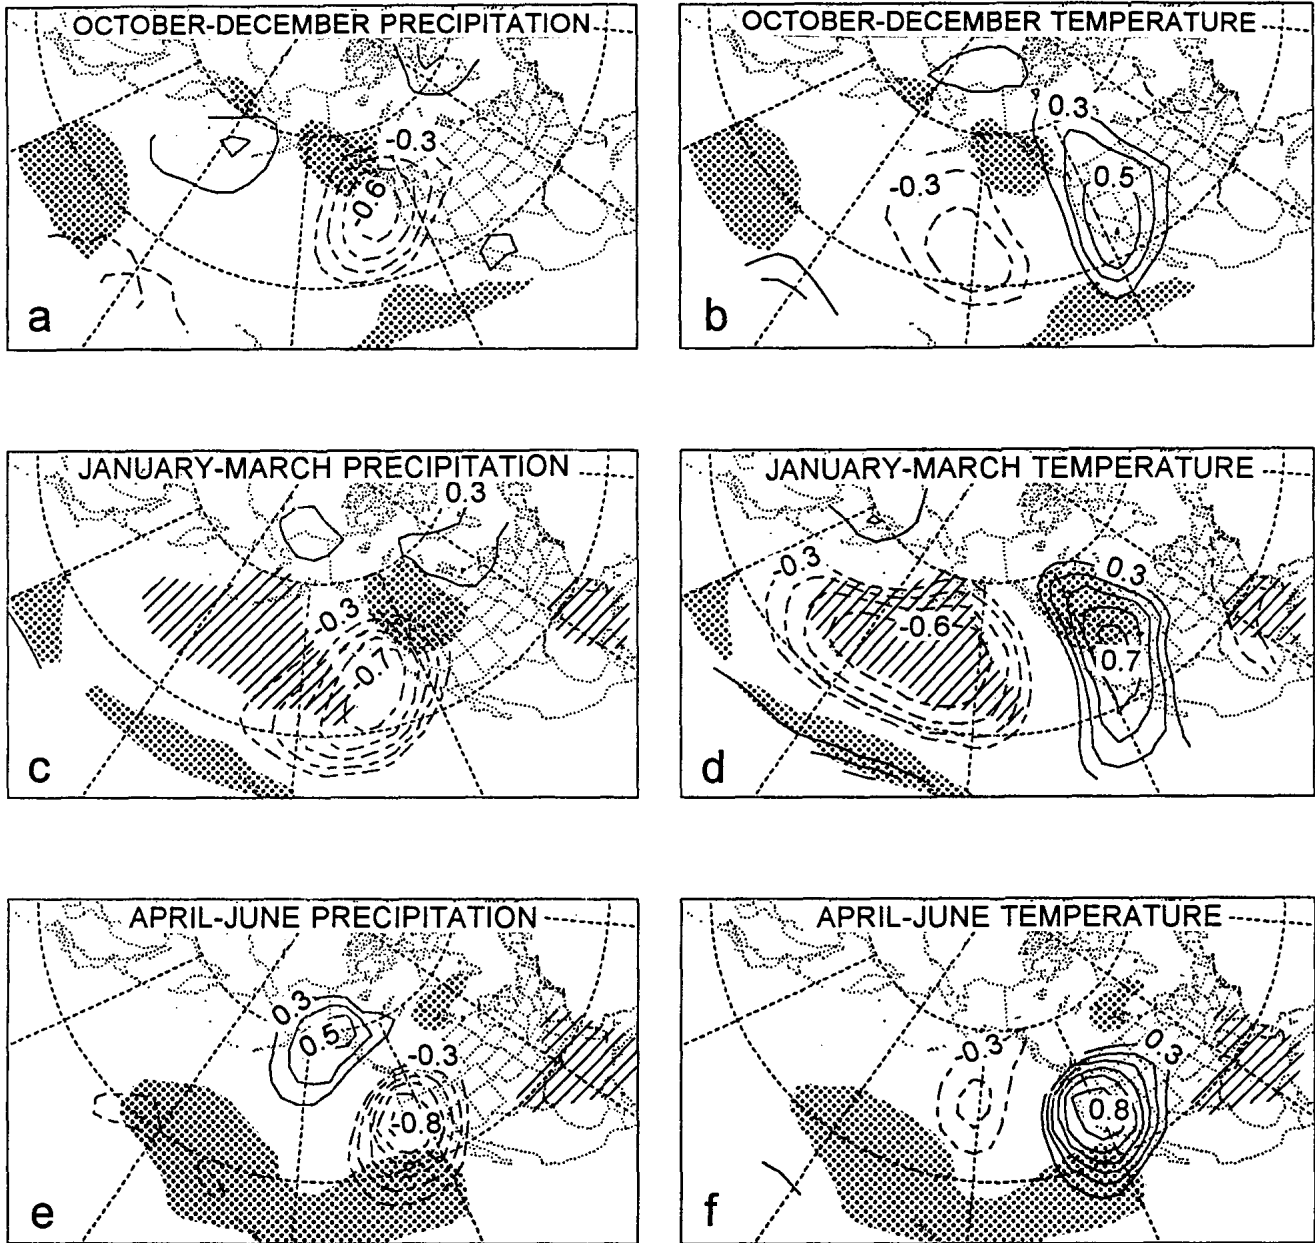 OCTOBER-DECEMBER PRECIPITATION
-0.3
-0.6
a
OCTOBER-DECEMBER TEMPERATURE
0.3
-0.3
0.5
b
JANUARY-MARCH PRECIPITATION
0.3
-0.3
-0.7
c
JANUARY-MARCH TEMPERATURE
-0.3
0.3
-0.6
0.7
d
APRIL-JUNE PRECIPITATION
0.3
0.5
-0.3
-0.8
e
APRIL-JUNE TEMPERATURE
-0.3
0.3
0.8
f